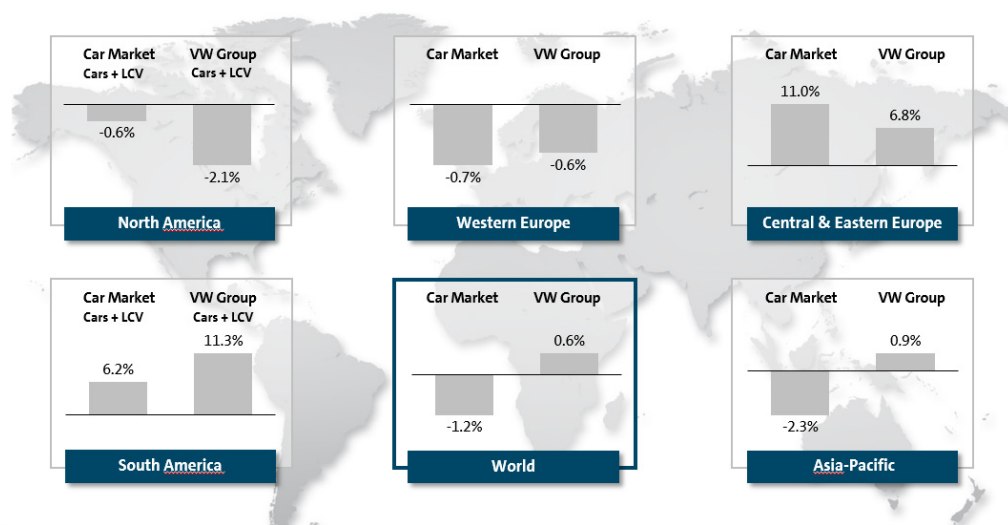 Car Market
Cars + LCV
VW Group
Cars + LCV
-0.6%
-2.1%
North America
Car Market
VW Group
-0.7%
-0.6%
Western Europe
Car Market
VW Group
11.0%
6.8%
Central & Eastern Europe
Car Market
Cars + LCV
VW Group
Cars + LCV
6.2%
11.3%
South America
Car Market
VW Group
-1.2%
0.6%
World
Car Market
VW Group
-2.3%
0.9%
Asia-Pacific